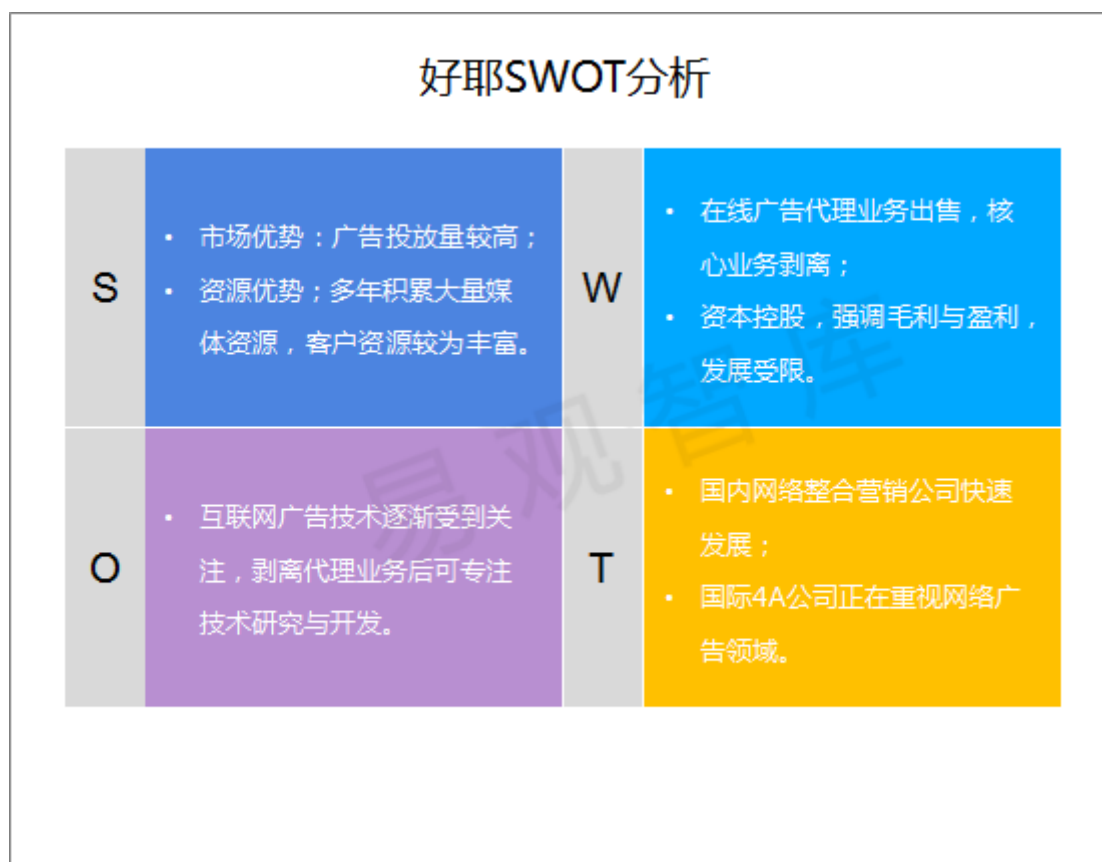 好耶SWOT分析
S
• 市场优势：广告投放量较高；
• 资源优势；多年积累大量媒
体资源，客户资源较为丰富。
W
• 在线广告代理业务出售，核
心业务剥离；
• 资本控股，强调毛利与盈利，
发展受限。
O
• 互联网广告技术逐渐受到关
注，剥离代理业务后可专注
技术研究与开发。
T
• 国内网络整合营销公司快速
发展；
• 国际4A公司正在重视网络广
告领域。
易观智库